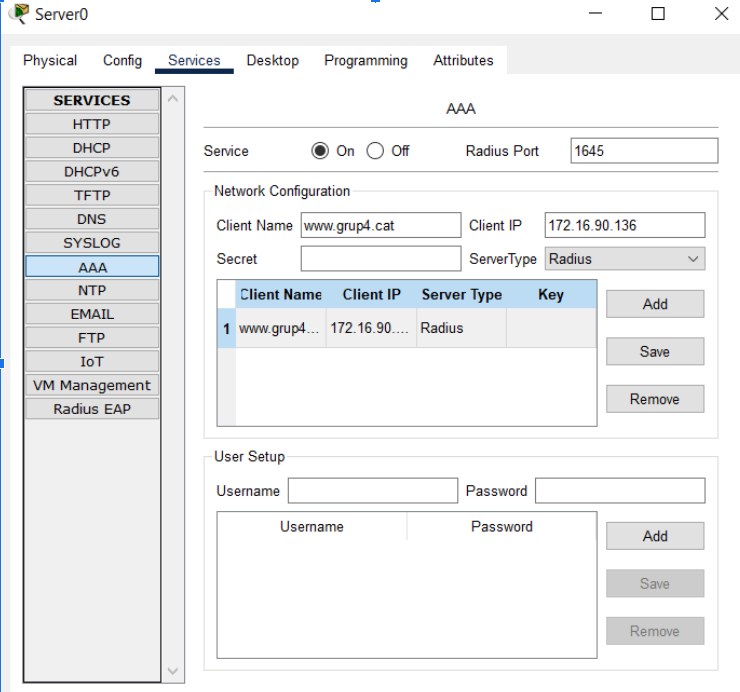 Server0
Physical Config Services Desktop Programming Attributes
SERVICES
HTTP
DHCP
DHCPv6
TFTP
DNS
SYSLOG
AAA
NTP
EMAIL
FTP
IoT
VM Management
Radius EAP
AAA
Service On Off Radius Port 1645
Network Configuration
Client Name www.grup4.cat Client IP 172.16.90.136
Secret ServerType Radius
Client Name Client IP Server Type Key
1 www.grup4... 172.16.90.... Radius
Add
Save
Remove
User Setup
Username Password
Username Password
Add
Save
Remove